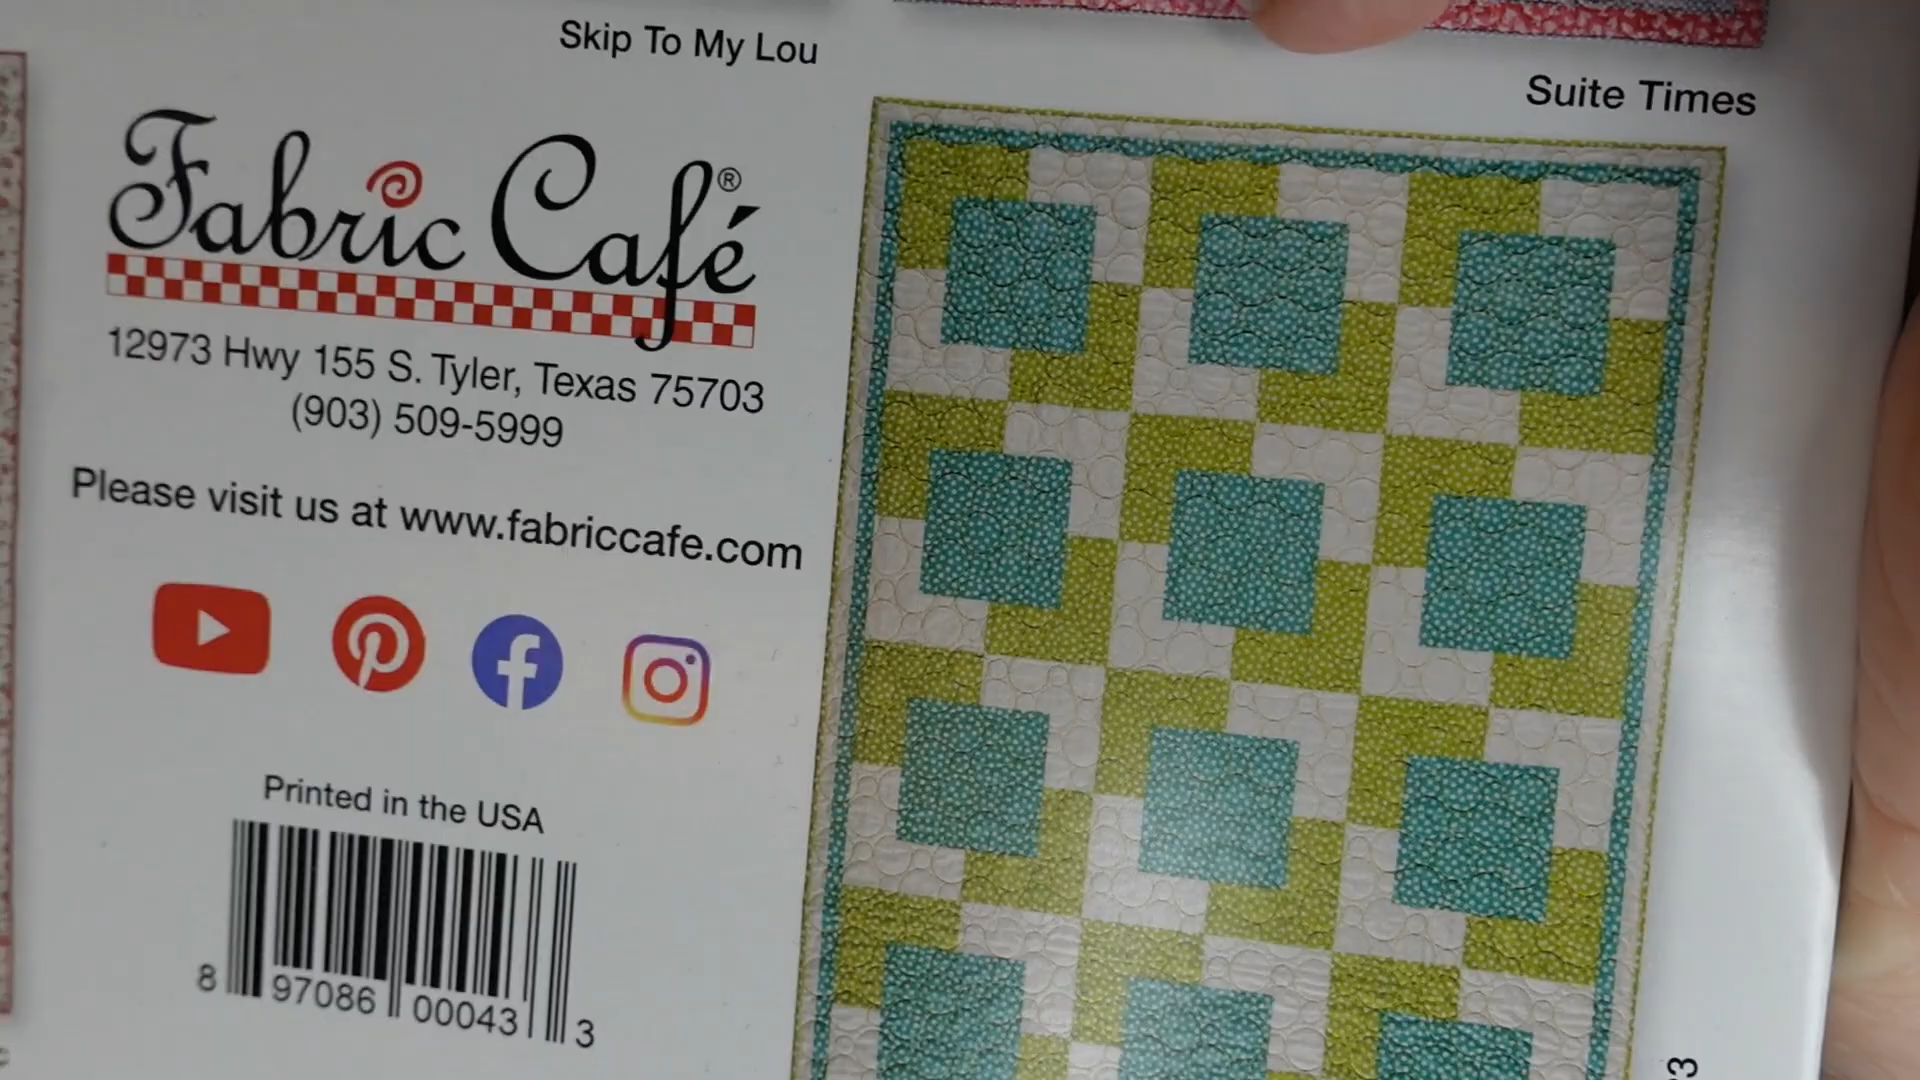 Skip To My Lou
Suite Times
Fabric Café®
12973 Hwy 155 S. Tyler, Texas 75703
(903) 509-5999
Please visit us at www.fabriccafe.com
Printed in the USA
8 97086 00043 3